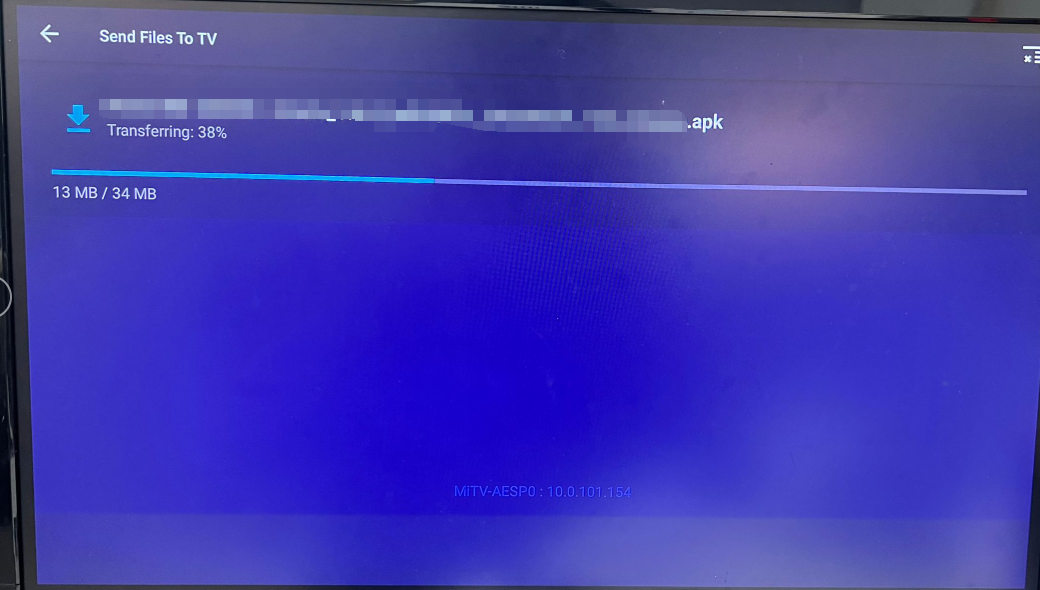 Send Files To TV
.apk
Transferring: 38%
13 MB / 34 MB
MiTV-AESP0 : 10.0.101.154